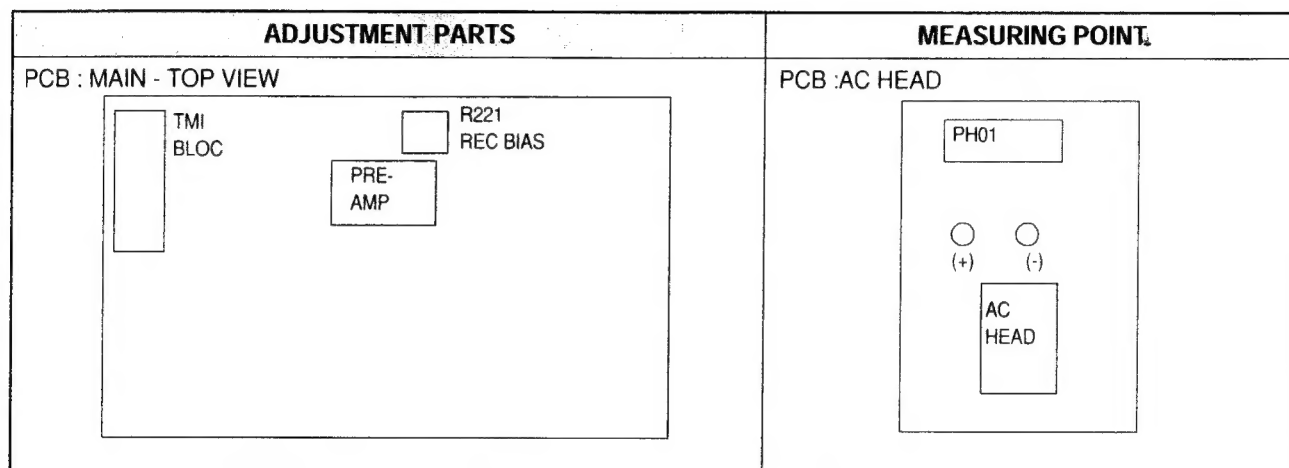 ADJUSTMENT PARTS
MEASURING POINT.
PCB : MAIN - TOP VIEW
TMI
BLOC
R221
REC BIAS
PRE-
AMP
PCB :AC HEAD
PH01
(+) (-)
AC
HEAD